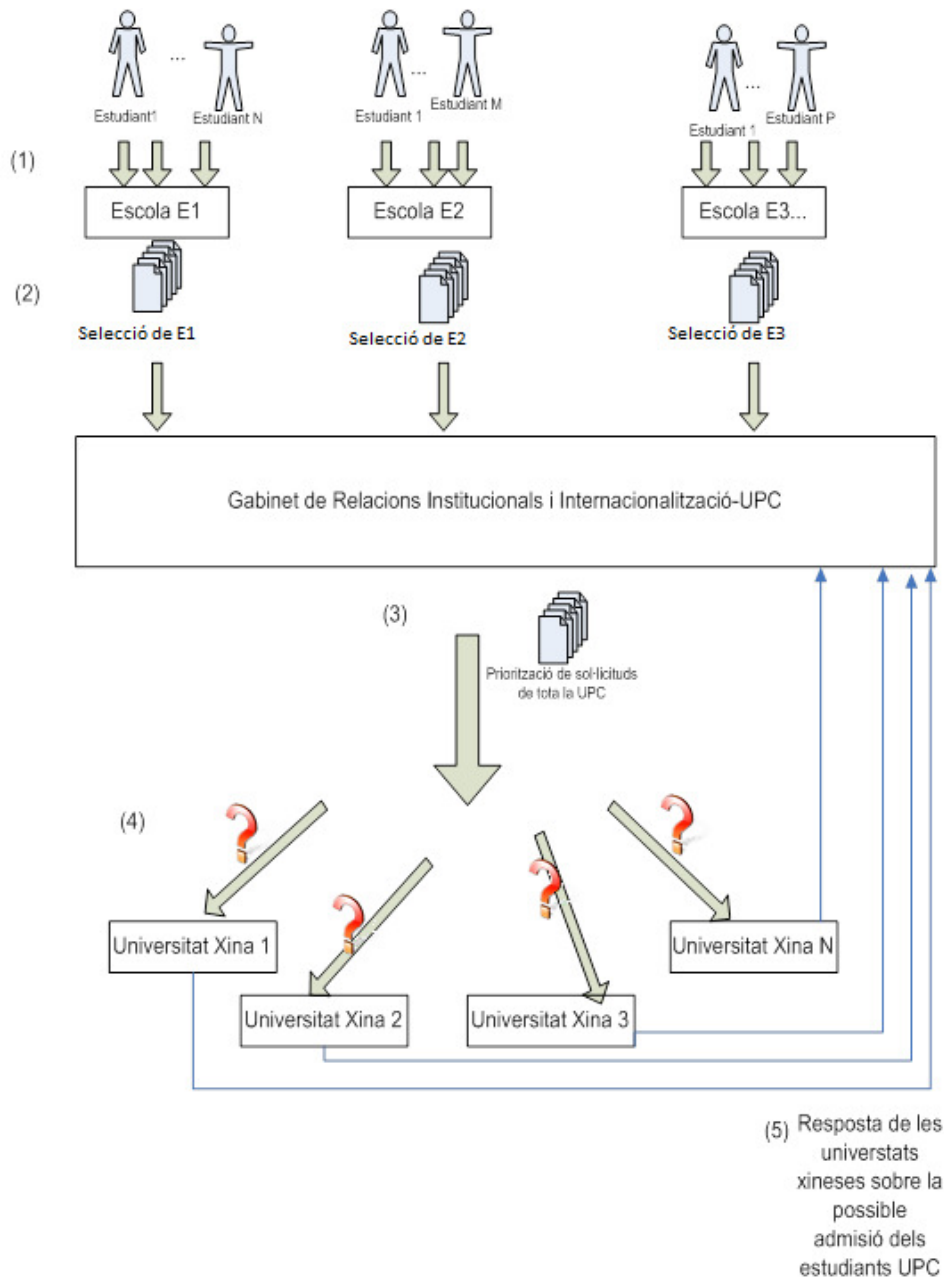 ...
...
...
Estudiant1
Estudiant N
Estudiant 1
Estudiant M
Estudiant 1
Estudiant P
(1)
Escola E1
Escola E2
Escola E3...
(2)
Selecció de E1
Selecció de E2
Selecció de E3
Gabinet de Relacions Institucionals i Internacionalització-UPC
(3)
Priorització de sol·licituds
de tota la UPC
(4)
Universitat Xina 1
Universitat Xina N
Universitat Xina 2
Universitat Xina 3
(5) Resposta de les
universtats
xineses sobre la
possible
admisió dels
estudiants UPC